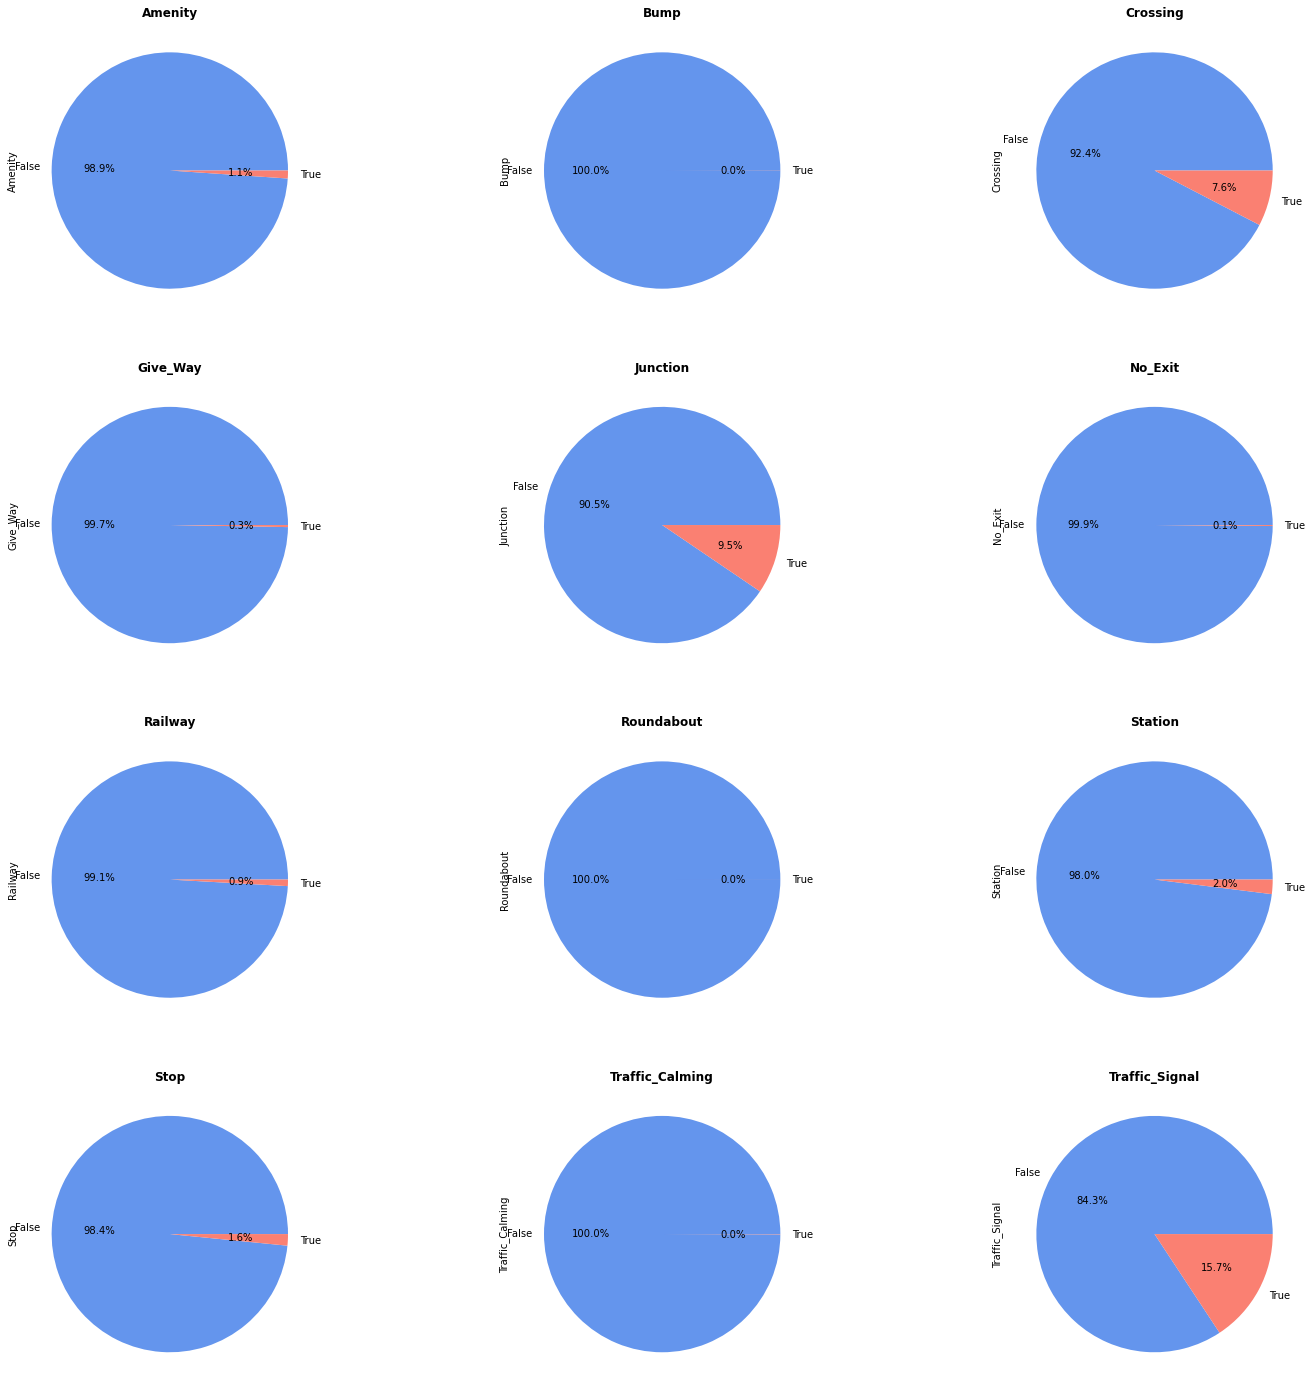 Amenity
Amenity
False
98.9%
1.1%
True
Bump
Bump
False
100.0%
0.0%
True
Crossing
Crossing
False
92.4%
7.6%
True
Give_Way
Give_Way
False
99.7%
0.3%
True
Junction
Junction
False
90.5%
9.5%
True
No_Exit
No_Exit
False
99.9%
0.1%
True
Railway
Railway
False
99.1%
0.9%
True
Roundabout
Roundabout
False
100.0%
0.0%
True
Station
Station
False
98.0%
2.0%
True
Stop
Stop
False
98.4%
1.6%
True
Traffic_Calming
Traffic_Calming
False
100.0%
0.0%
True
Traffic_Signal
Traffic_Signal
False
84.3%
15.7%
True